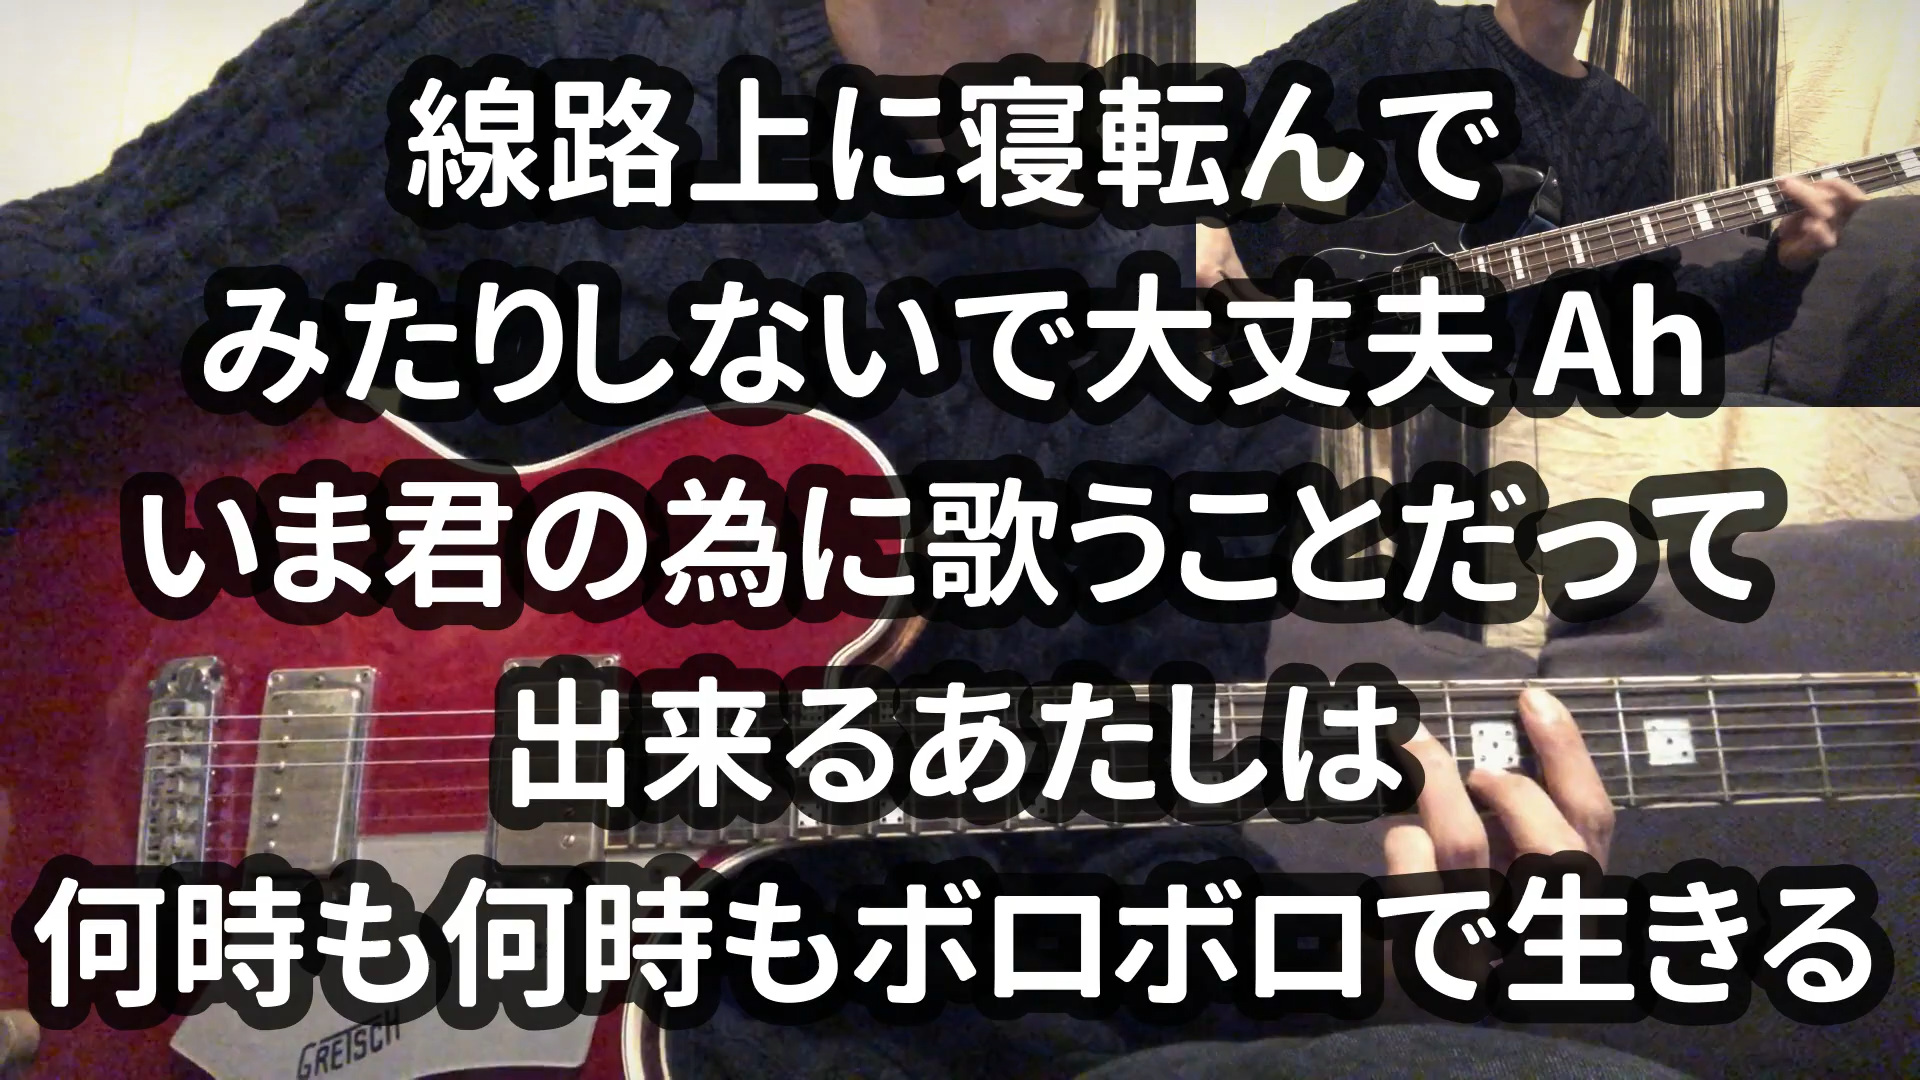 線路上に寝転んで
みたりしないで大丈夫 Ah
いま君の為に歌うことだって
出来るあたしは
何時も何時もボロボロで生きる
GRETSCH